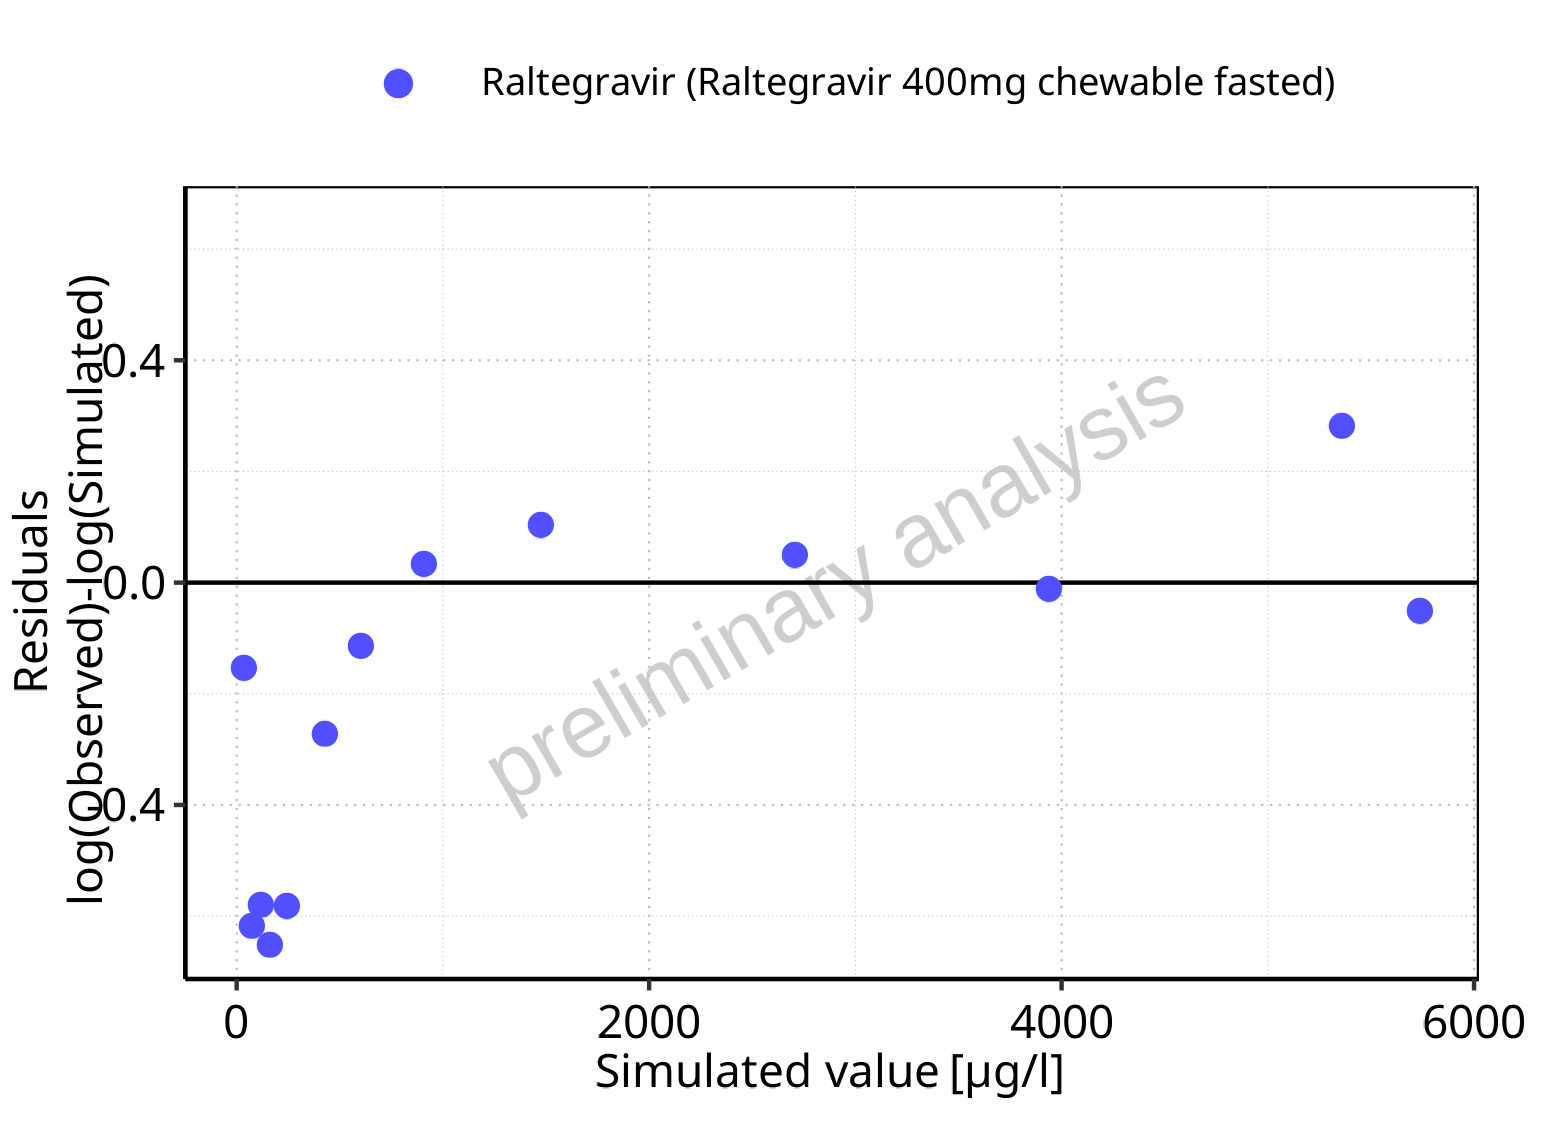 Raltegravir (Raltegravir 400mg chewable fasted)
Residuals
log(Observed)-log(Simulated)
0.4
0.0
-0.4
preliminary analysis
0 2000 4000 6000
Simulated value [µg/l]